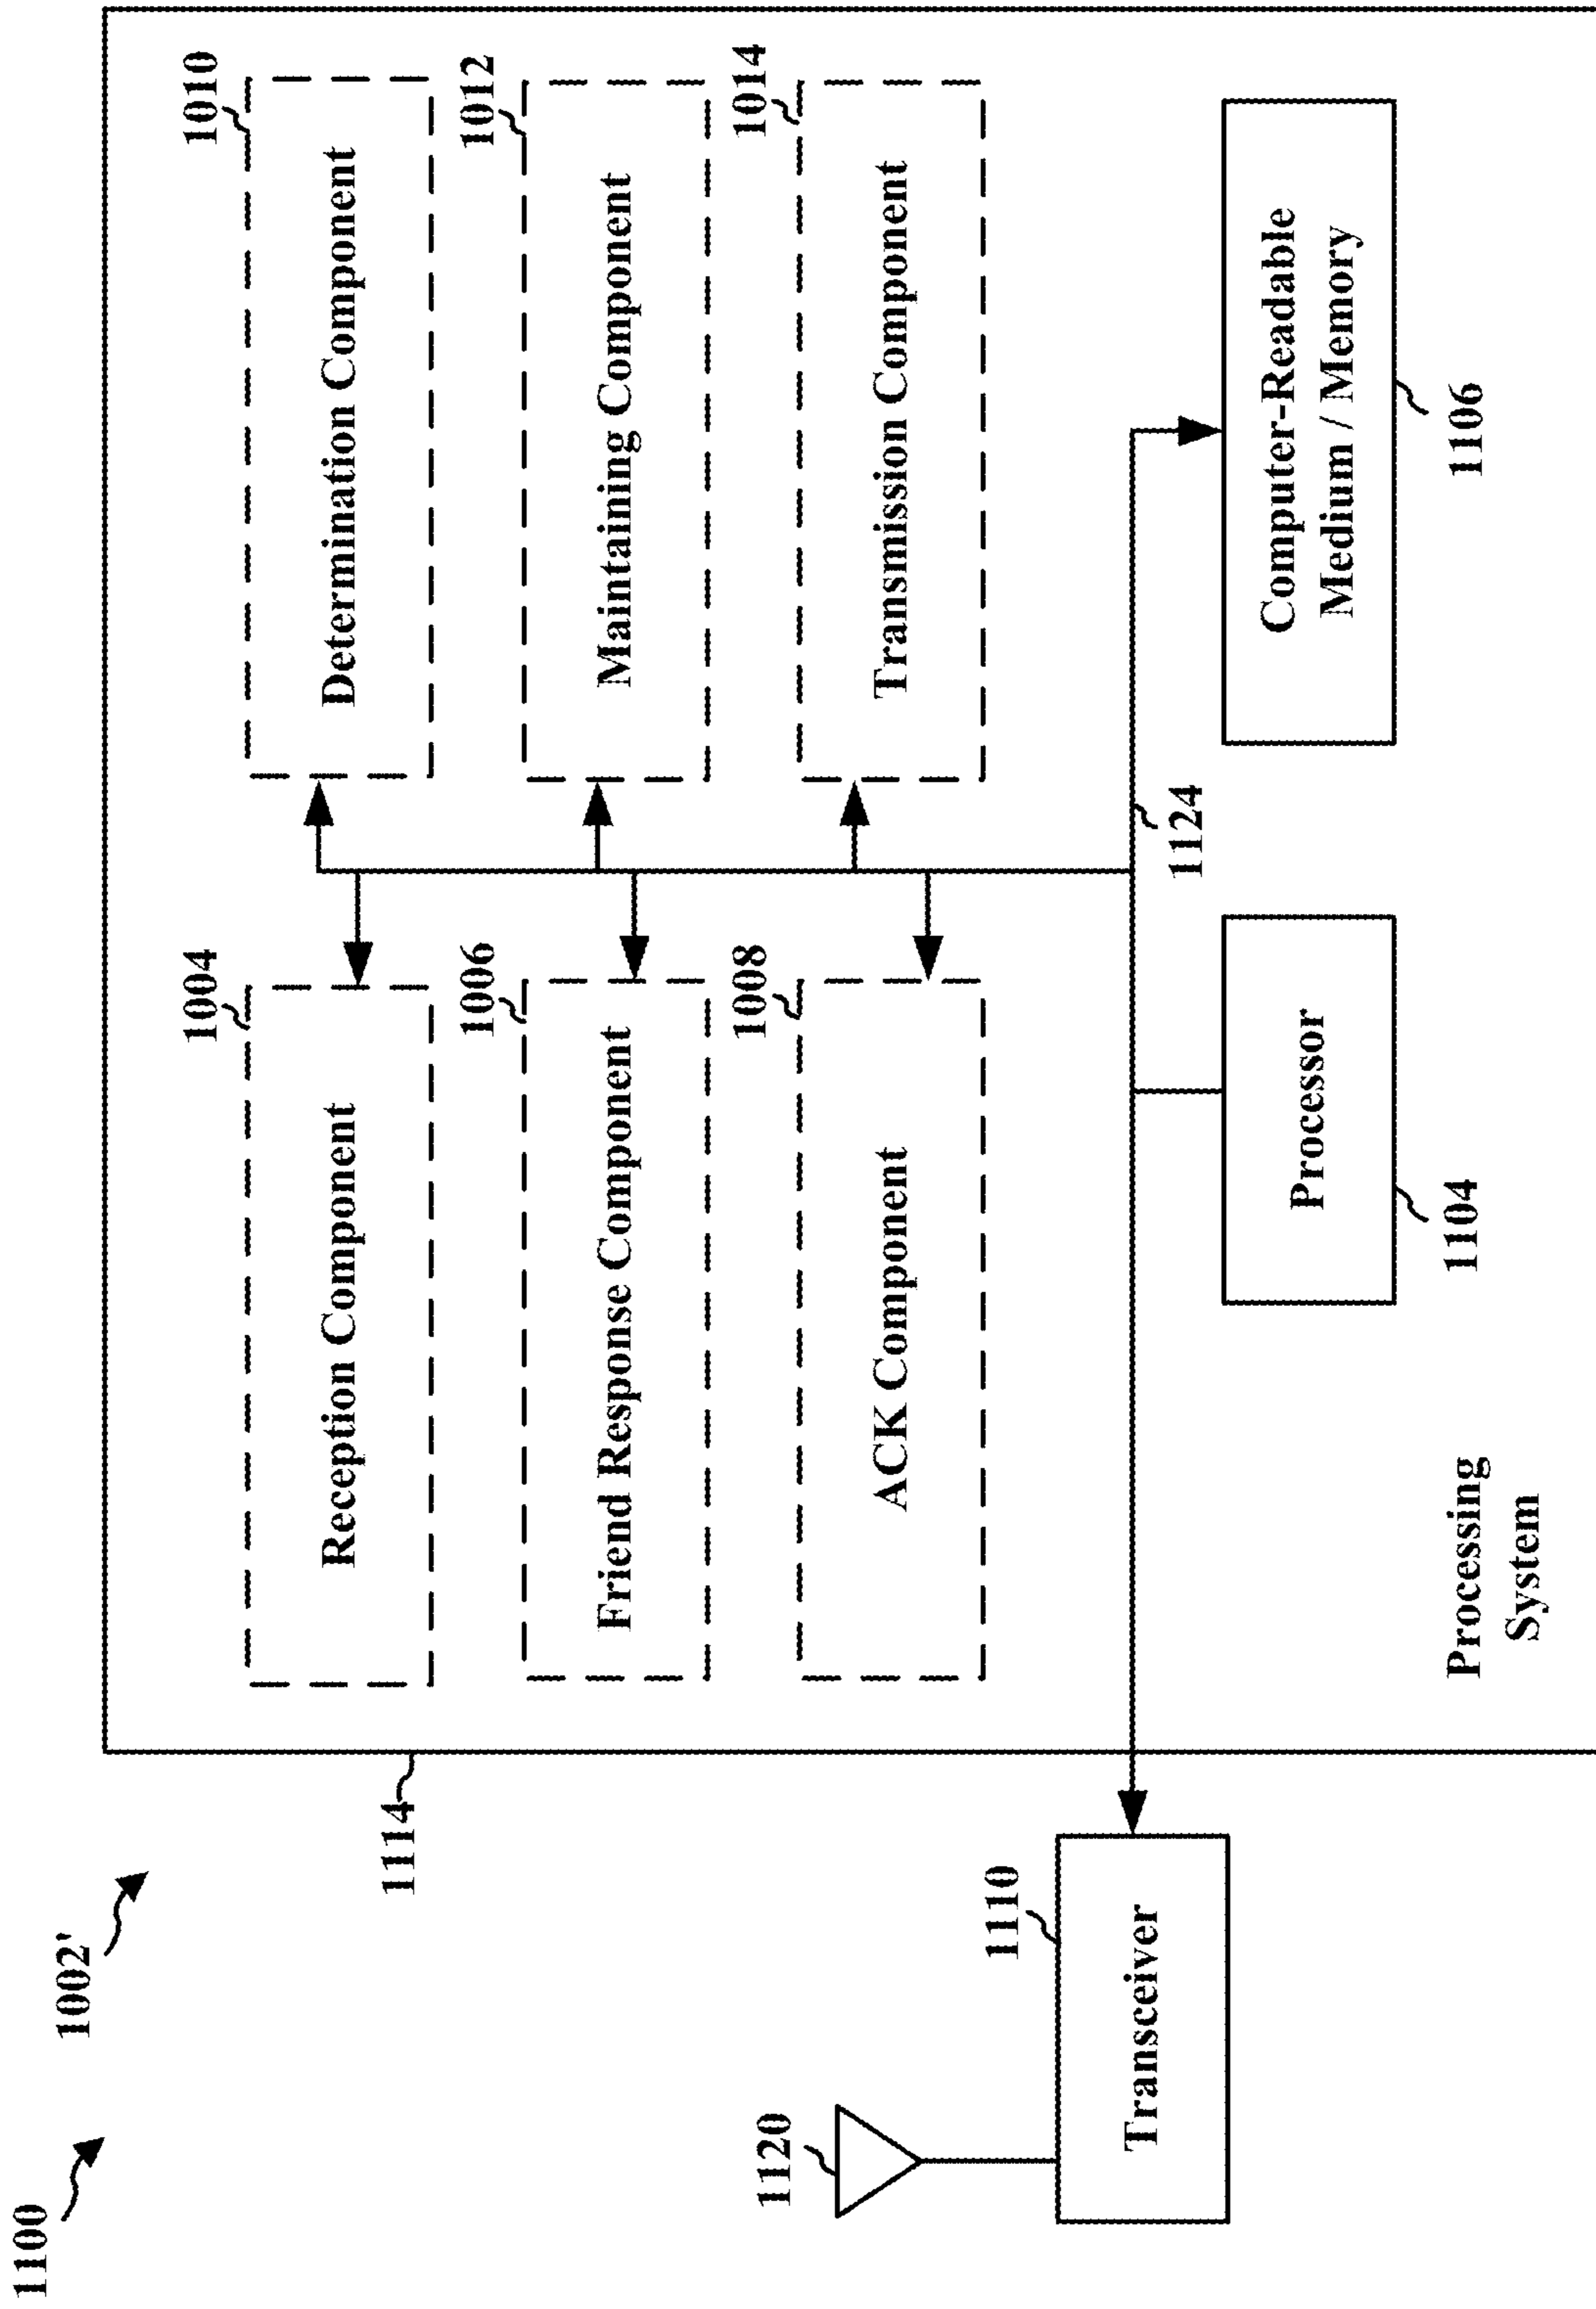 1100
1002'
1114
1004
Reception Component
1010
Determination Component
1006
Friend Response Component
1012
Maintaining Component
1008
ACK Component
1014
Transmission Component
1124
1120
1110
Transceiver
Processor
1104
Computer-Readable
Medium / Memory
1106
Processing
System